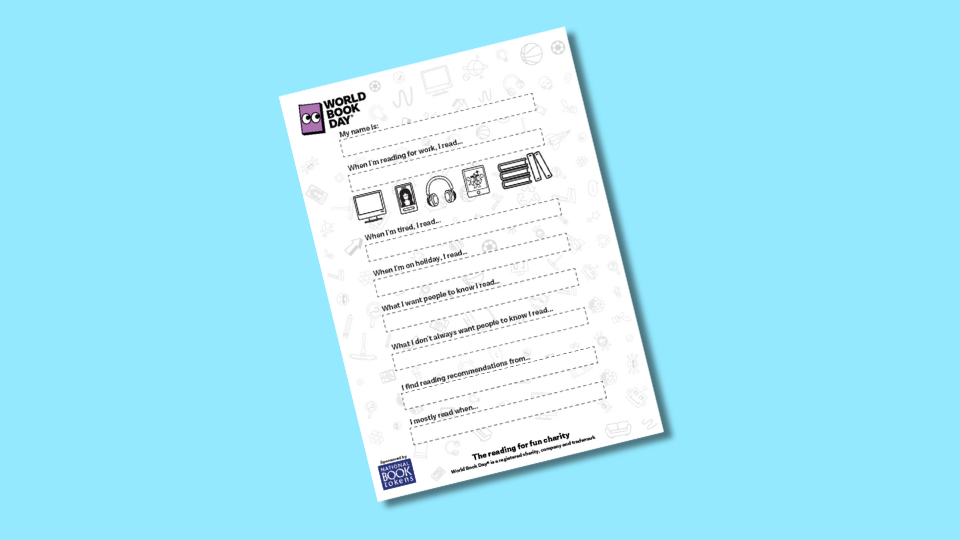 WORLD
BOOK
DAY®
My name is:
When I'm reading for work, I read...
When I'm tired, I read...
When I'm on holiday, I read...
What I want people to know I read...
What I don't always want people to know I read...
I find reading recommendations from...
I mostly read when...
Sponsored by
NATIONAL
BOOK
tokens
The reading for fun charity
World Book Day® is a registered charity, company and trademark